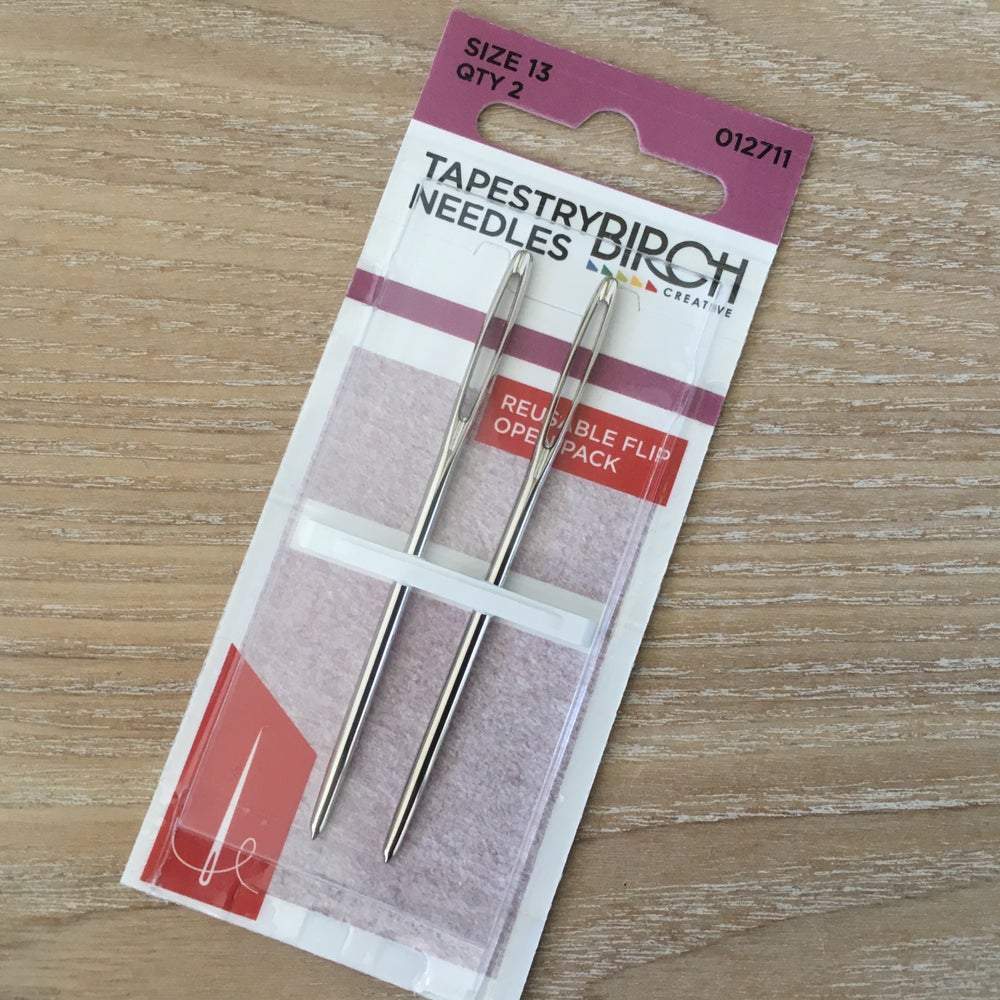 SIZE 13
QTY 2
012711
TAPESTRY
NEEDLES
BIRCH
CREATIVE
REUSABLE FLIP
OPEN PACK